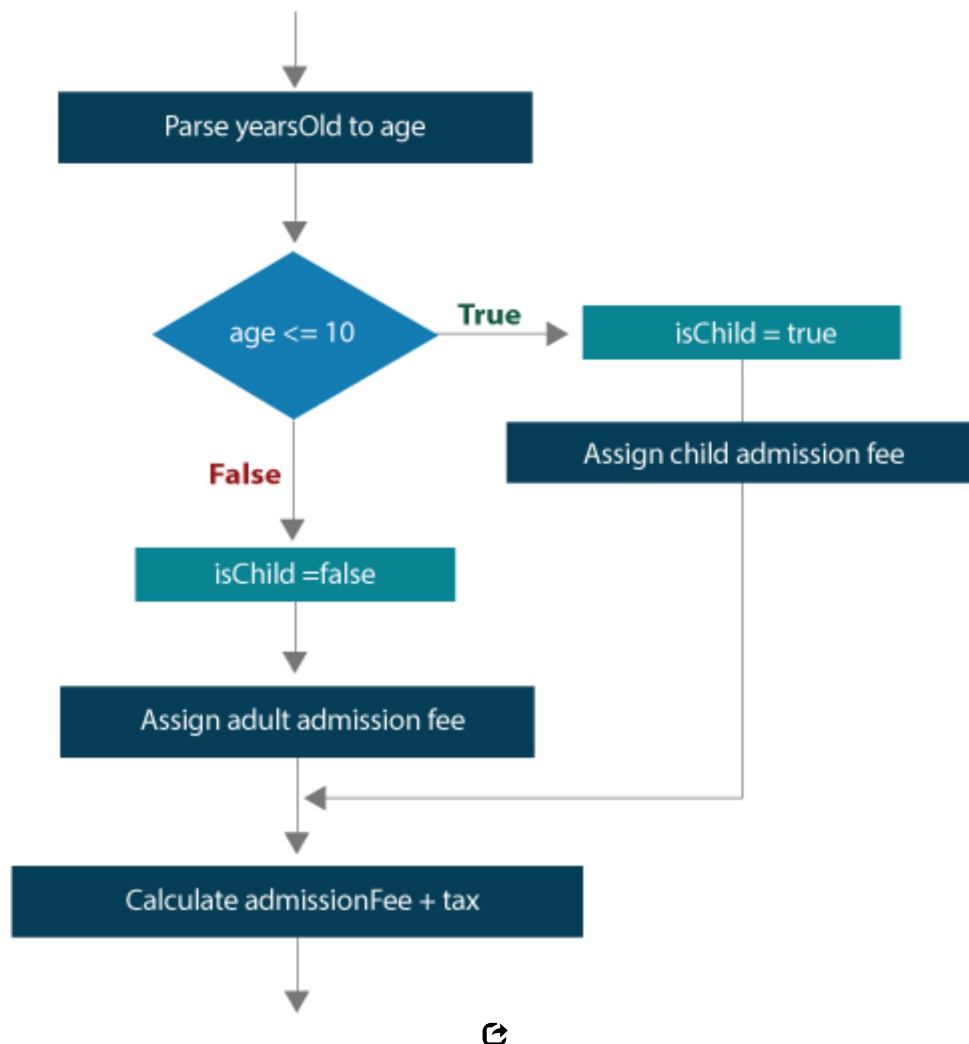 Parse yearsOld to age
age <= 10
True
isChild = true
Assign child admission fee
False
isChild =false
Assign adult admission fee
Calculate admissionFee + tax